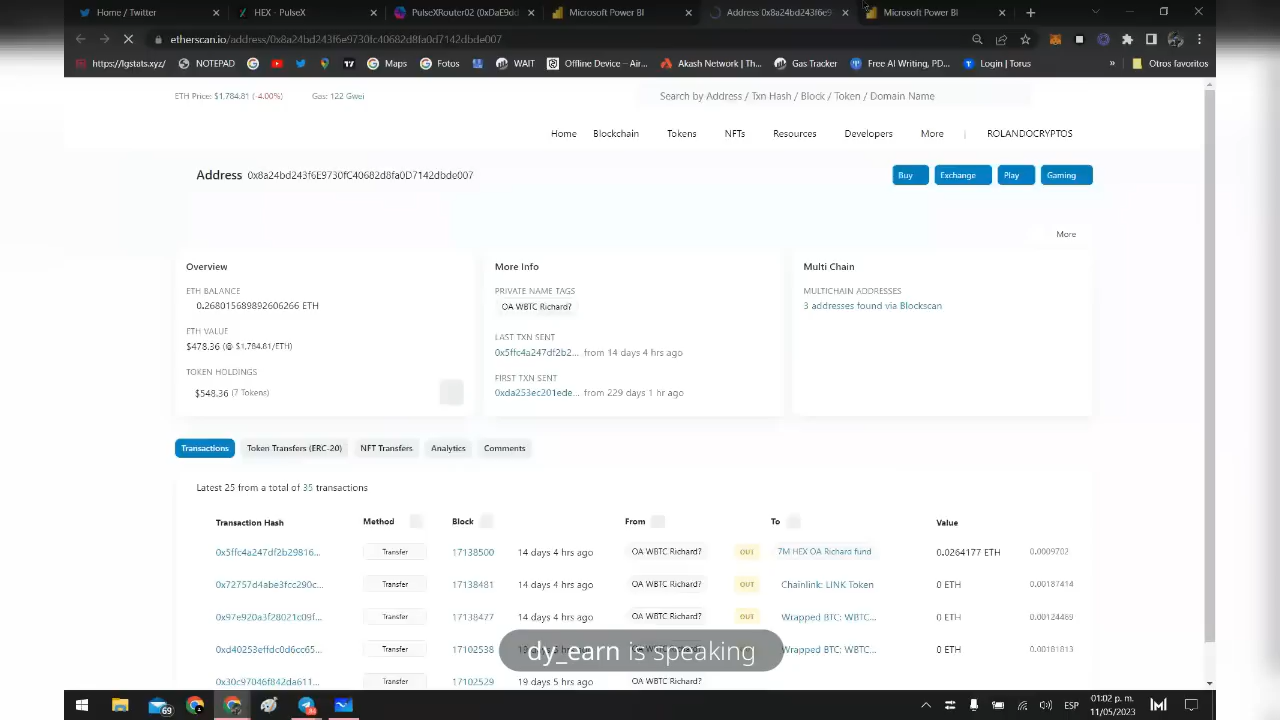 Home / Twitter
HEX - PulseX
PulseXRouter02 (0xDaE9dd
Microsoft Power BI
Address 0x8a24bd243f6e9
Microsoft Power BI
etherscan.io/address/0x8a24bd243f6e9730fc40682d8fa0d7142dbde007
https://lgstats.xyz/
NOTEPAD
Maps
Fotos
WAIT
Offline Device – Air...
Akash Network | Th...
Gas Tracker
Free AI Writing, PD...
Login | Torus
»
Otros favoritos
ETH Price: $1,784.81 (-4.00%)
Gas: 122 Gwei
Search by Address / Txn Hash / Block / Token / Domain Name
Home
Blockchain
Tokens
NFTs
Resources
Developers
More
|
ROLANDOCRYPTOS
Address 0x8a24bd243f6E9730fC40682d8fa0D7142dbde007
Buy
Exchange
Play
Gaming
More
Overview
ETH BALANCE
0.268015689892606266 ETH
ETH VALUE
$478.36 (@ $1,784.81/ETH)
TOKEN HOLDINGS
$548.36 (7 Tokens)
More Info
PRIVATE NAME TAGS
OA WBTC Richard?
LAST TXN SENT
0x5ffc4a247df2b2... from 14 days 4 hrs ago
FIRST TXN SENT
0xda253ec201ede... from 229 days 1 hr ago
Multi Chain
MULTICHAIN ADDRESSES
3 addresses found via Blockscan
Transactions
Token Transfers (ERC-20)
NFT Transfers
Analytics
Comments
Latest 25 from a total of 35 transactions
Transaction Hash Method Block From To Value
0x5ffc4a247df2b29816... Transfer 17138500 14 days 4 hrs ago OA WBTC Richard? OUT 7M HEX OA Richard fund 0.0264177 ETH 0.0009702
0x72757d4abe3fcc290c... Transfer 17138481 14 days 4 hrs ago OA WBTC Richard? OUT Chainlink: LINK Token 0 ETH 0.00187414
0x97e920a3f28021c09f... Transfer 17138477 14 days 4 hrs ago OA WBTC Richard? OUT Wrapped BTC: WBTC... 0 ETH 0.00124469
0xd40253effdc0d6cc65... Transfer 17102538 Wrapped BTC: WBTC... 0 ETH 0.00181813
0x30c97046f842da611... Transfer 17102529 19 days 5 hrs ago OA WBTC Richard?
dy_earn is speaking
69
ESP
01:02 p. m.
11/05/2023